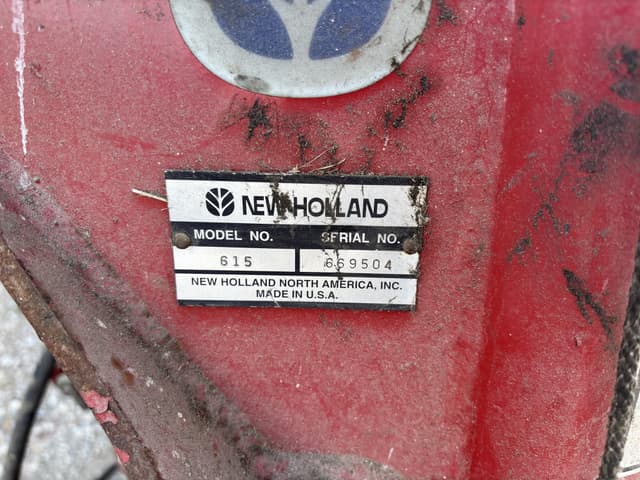 NEW HOLLAND
MODEL NO. SERIAL NO.
615 669504
NEW HOLLAND NORTH AMERICA, INC.
MADE IN U.S.A.